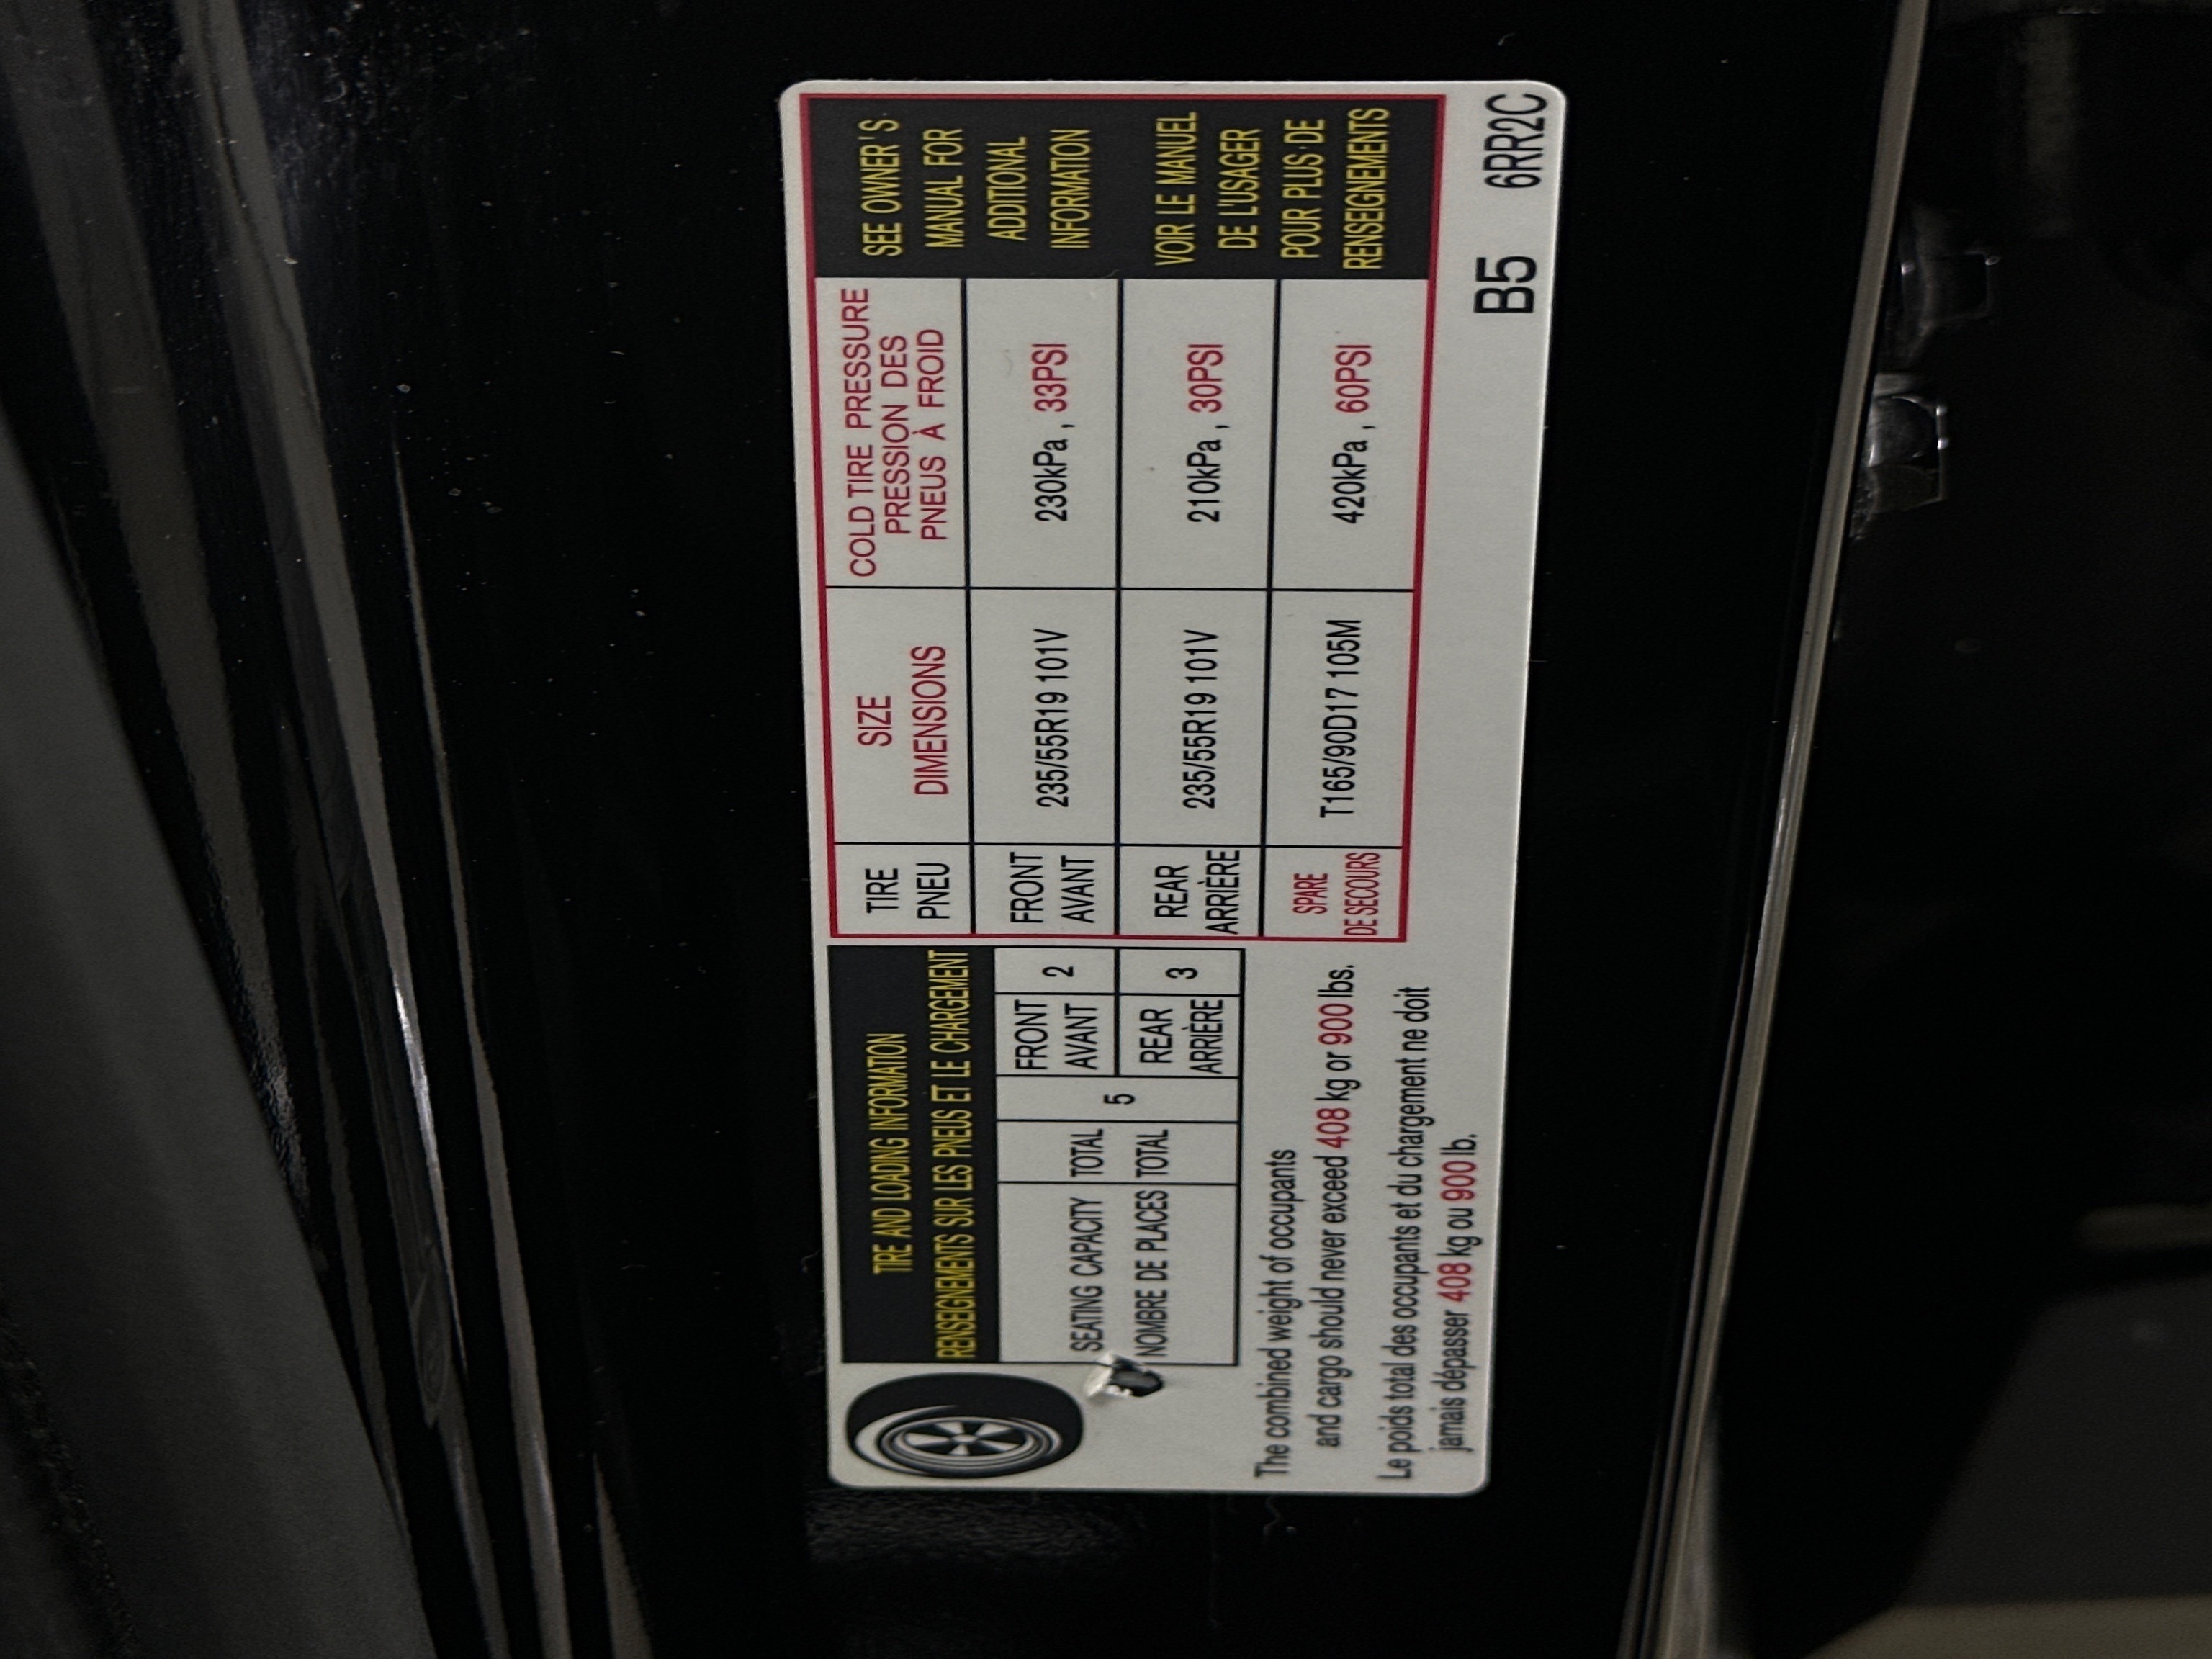 TIRE AND LOADING INFORMATION
RENSEIGNEMENTS SUR LES PNEUS ET LE CHARGEMENT
SEATING CAPACITY TOTAL 5 FRONT 2
AVANT
NOMBRE DE PLACES TOTAL REAR 3
ARRIÈRE
The combined weight of occupants
and cargo should never exceed 408 kg or 900 lbs.
Le poids total des occupants et du chargement ne doit
jamais dépasser 408 kg ou 900 lb.
TIRE
PNEU
SIZE
DIMENSIONS
COLD TIRE PRESSURE
PRESSION DES
PNEUS À FROID
FRONT
AVANT
235/55R19 101V
230kPa , 33PSI
REAR
ARRIÈRE
235/55R19 101V
210kPa , 30PSI
SPARE
DE SECOURS
T165/90D17 105M
420kPa , 60PSI
SEE OWNER'S
MANUAL FOR
ADDITIONAL
INFORMATION
VOIR LE MANUEL
DE L'USAGER
POUR PLUS DE
RENSEIGNEMENTS
B5 6RR2C